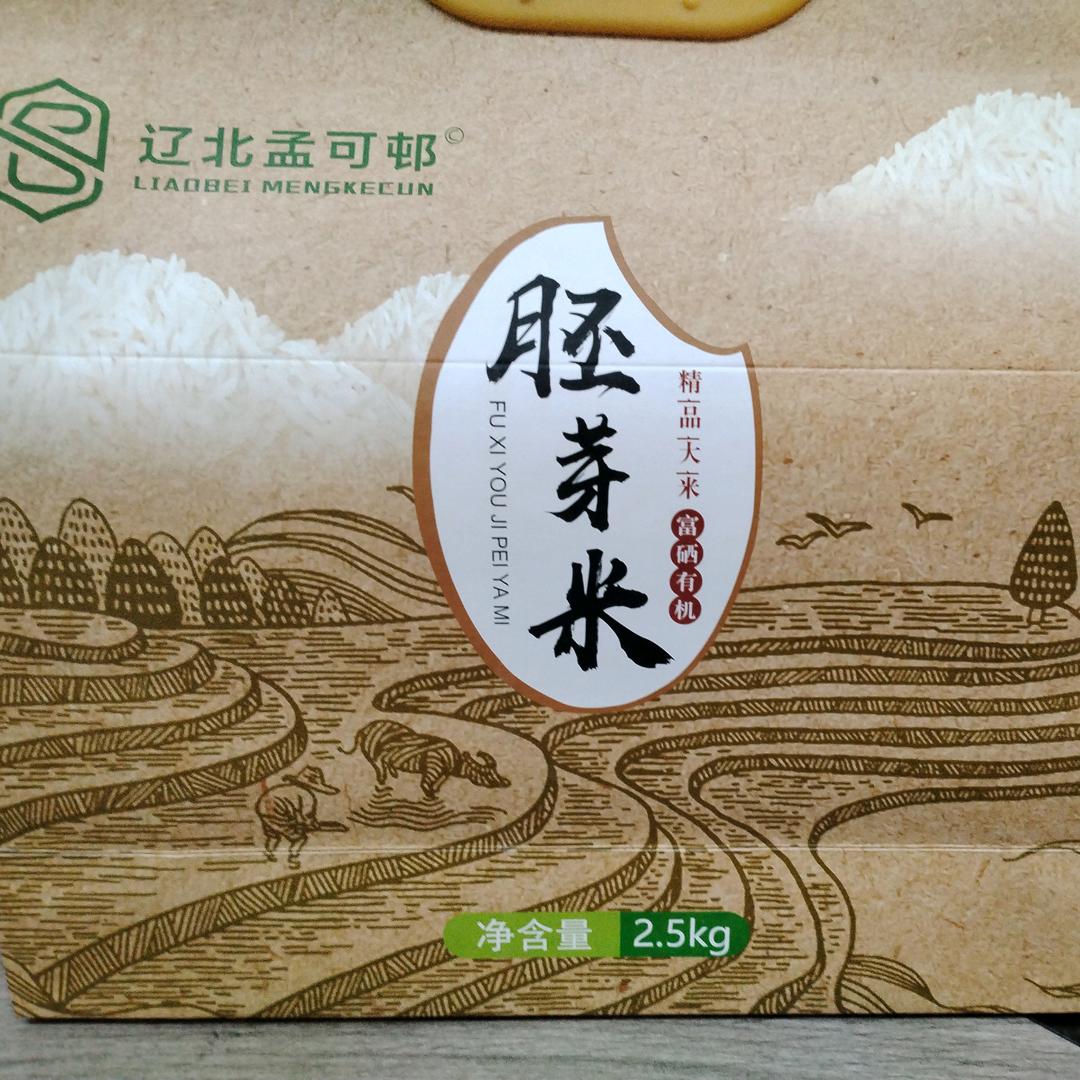 辽北孟可邨©
LIAOBEI MENGKECUN
胚芽米
FU XI YOU JI PEI YA MI
精品大米
富硒有机
净含量 2.5kg